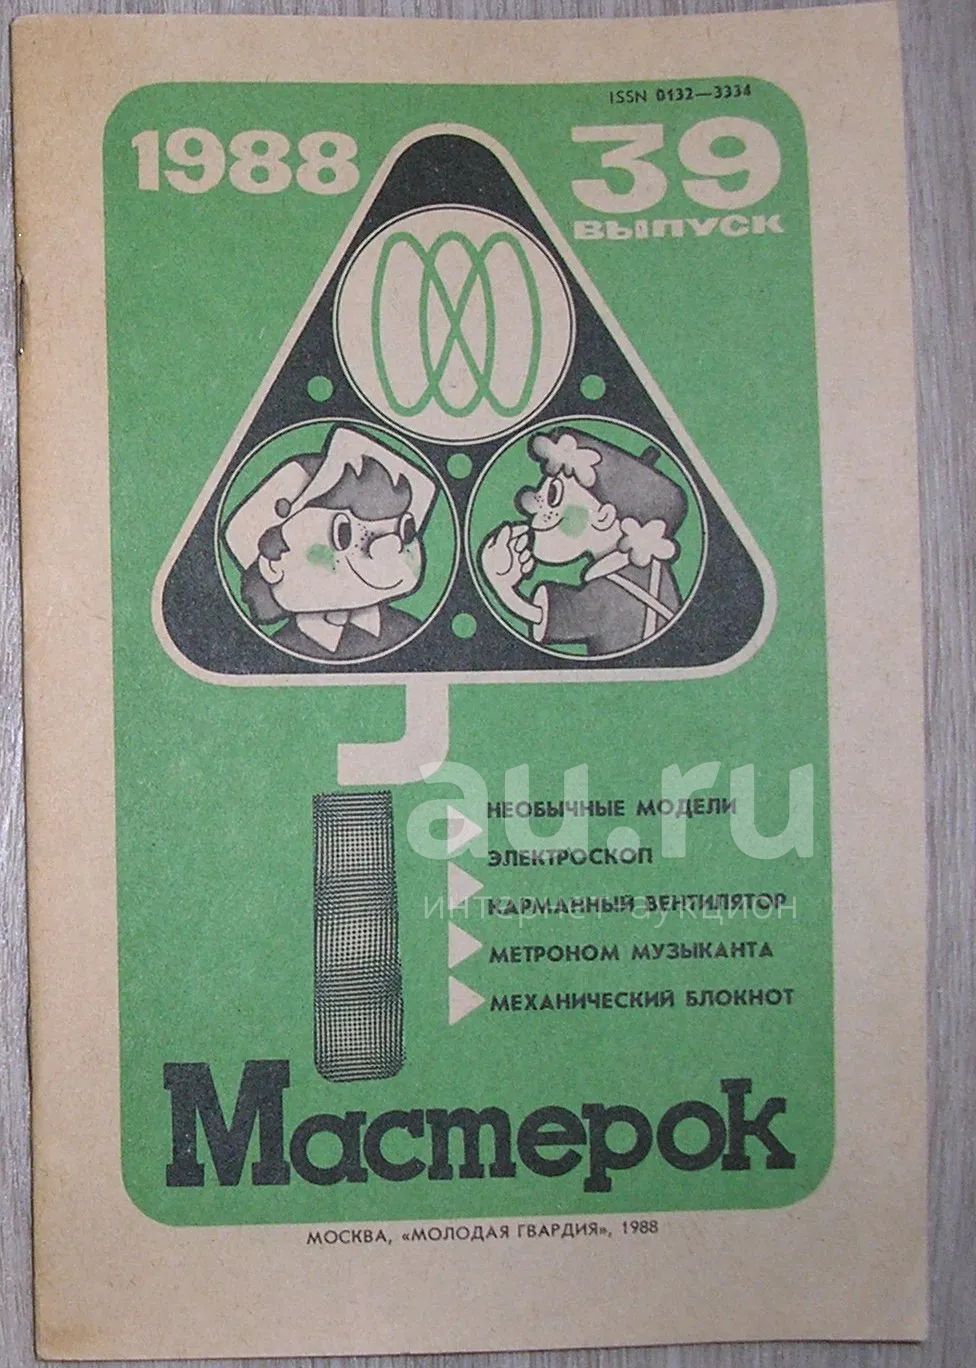 ISSN 0132—3334
1988
39
ВЫПУСК
НЕОБЫЧНЫЕ МОДЕЛИ
ЭЛЕКТРОСКОП
КАРМАННЫЙ ВЕНТИЛЯТОР
МЕТРОНОМ МУЗЫКАНТА
МЕХАНИЧЕСКИЙ БЛОКНОТ
au.ru
интернет аукцион
Мастерок
МОСКВА, «МОЛОДАЯ ГВАРДИЯ», 1988